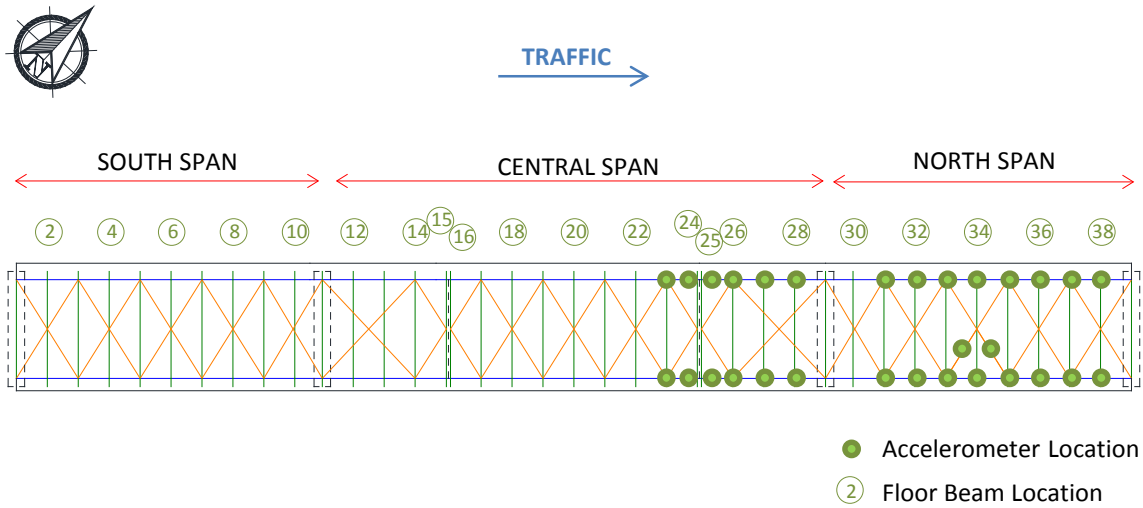 TRAFFIC
SOUTH SPAN
CENTRAL SPAN
NORTH SPAN
2 4 6 8 10 12 14 15 16 18 20 22 24 25 26 28 30 32 34 36 38
Accelerometer Location
2 Floor Beam Location